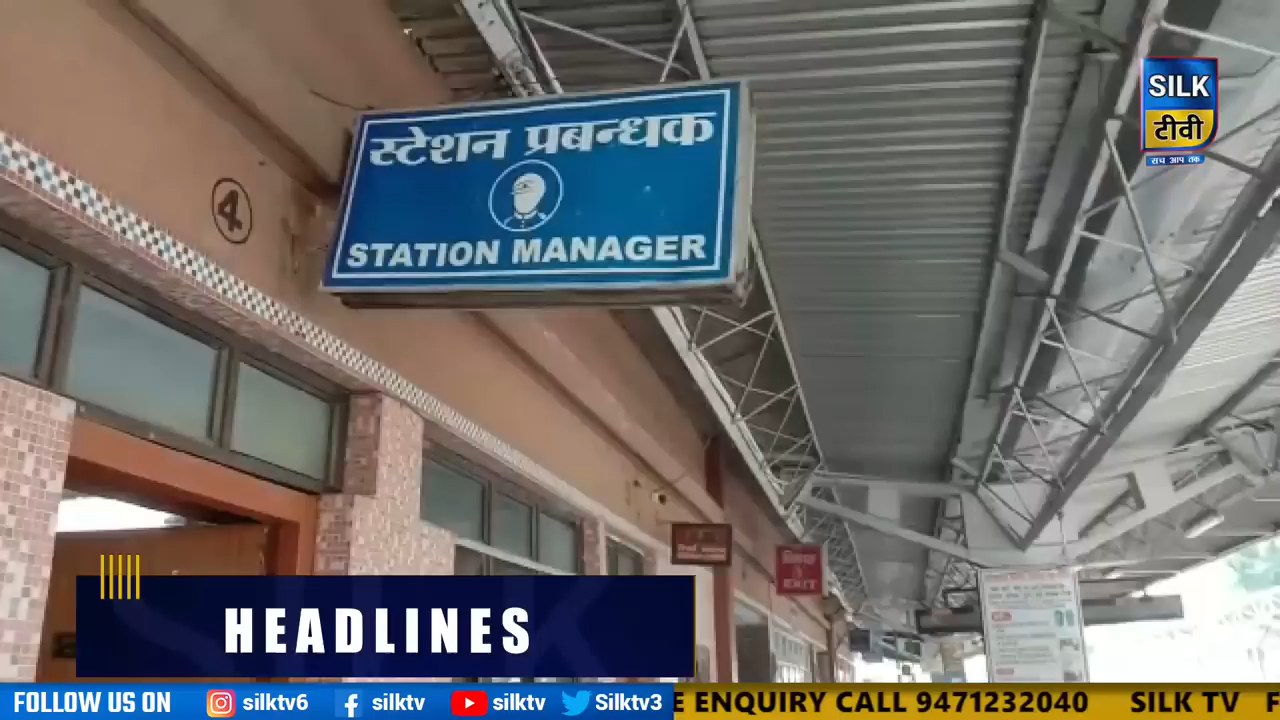 SILK
टीवी
सच आप तक
स्टेशन प्रबन्धक
4
STATION MANAGER
EXIT
HEADLINES
FOLLOW US ON silktv6 silktv silktv Silktv3 E ENQUIRY CALL 9471232040 SILK TV F